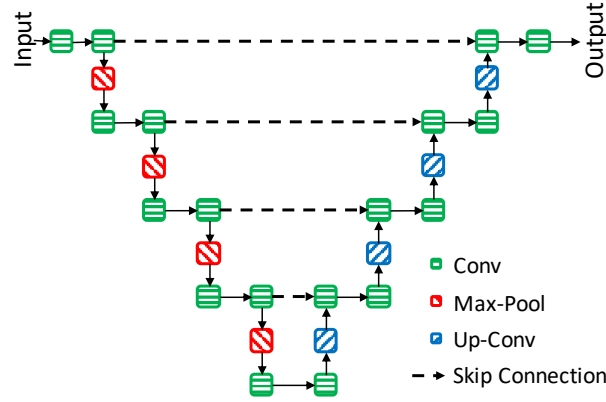 Input
Output
Conv
Max-Pool
Up-Conv
Skip Connection